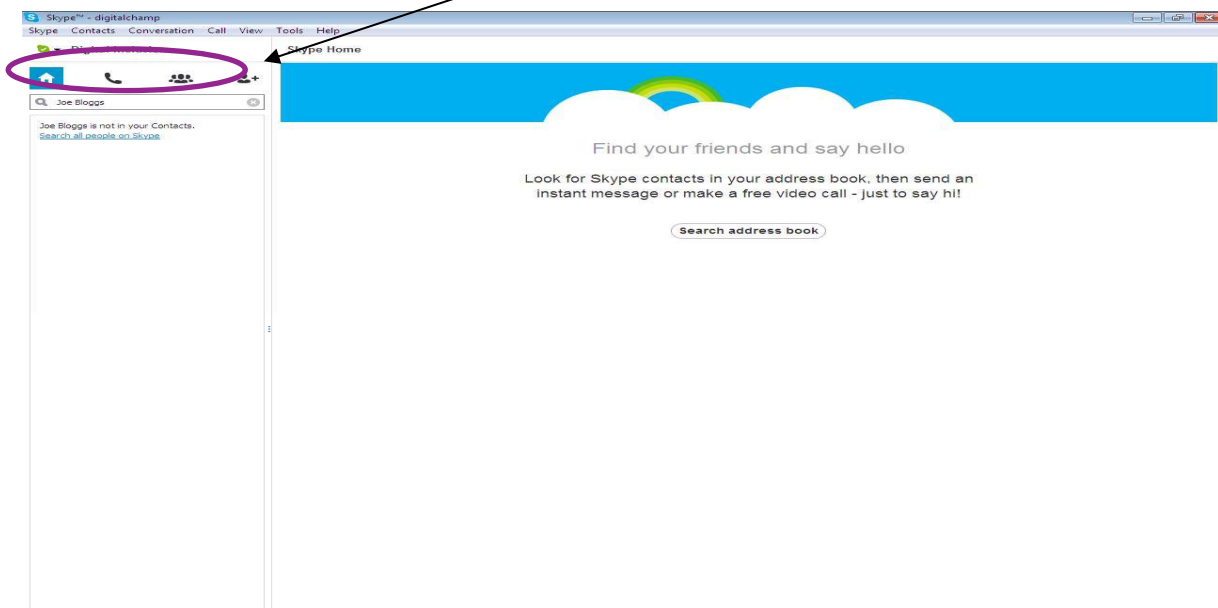 Skype™ - digitalchamp
Skype Contacts Conversation Call View Tools Help
Skype Home
Joe Bloggs
Joe Bloggs is not in your Contacts.
Search all people on Skype
Find your friends and say hello
Look for Skype contacts in your address book, then send an
instant message or make a free video call - just to say hi!
Search address book